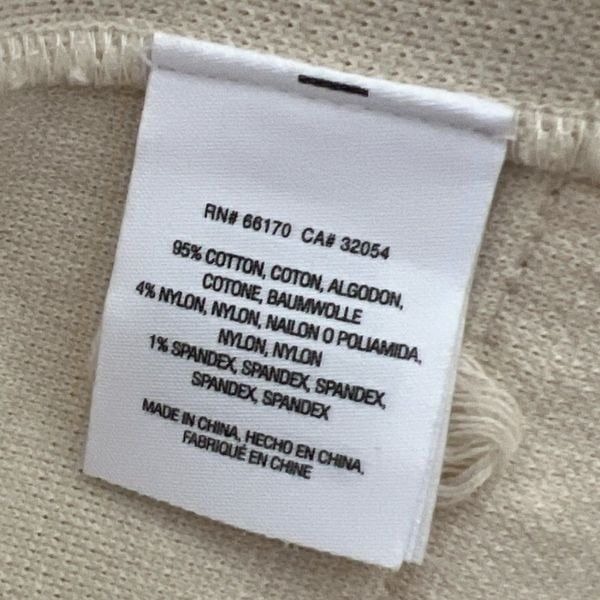 RN# 66170 CA# 32054
95% COTTON, COTON, ALGODON,
COTONE, BAUMWOLLE
4% NYLON, NYLON, NAILON O POLIAMIDA,
NYLON, NYLON
1% SPANDEX, SPANDEX, SPANDEX,
SPANDEX, SPANDEX
MADE IN CHINA, HECHO EN CHINA,
FABRIQUÉ EN CHINE